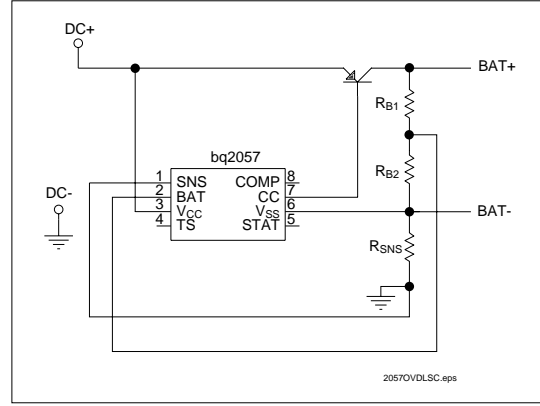 DC+
BAT+
RB1
bq2057
RB2
1 SNS COMP 8
2 BAT CC 7
3 VCC VSS 6
4 TS STAT 5
DC-
BAT-
RSNS
2057OVDLSC.eps